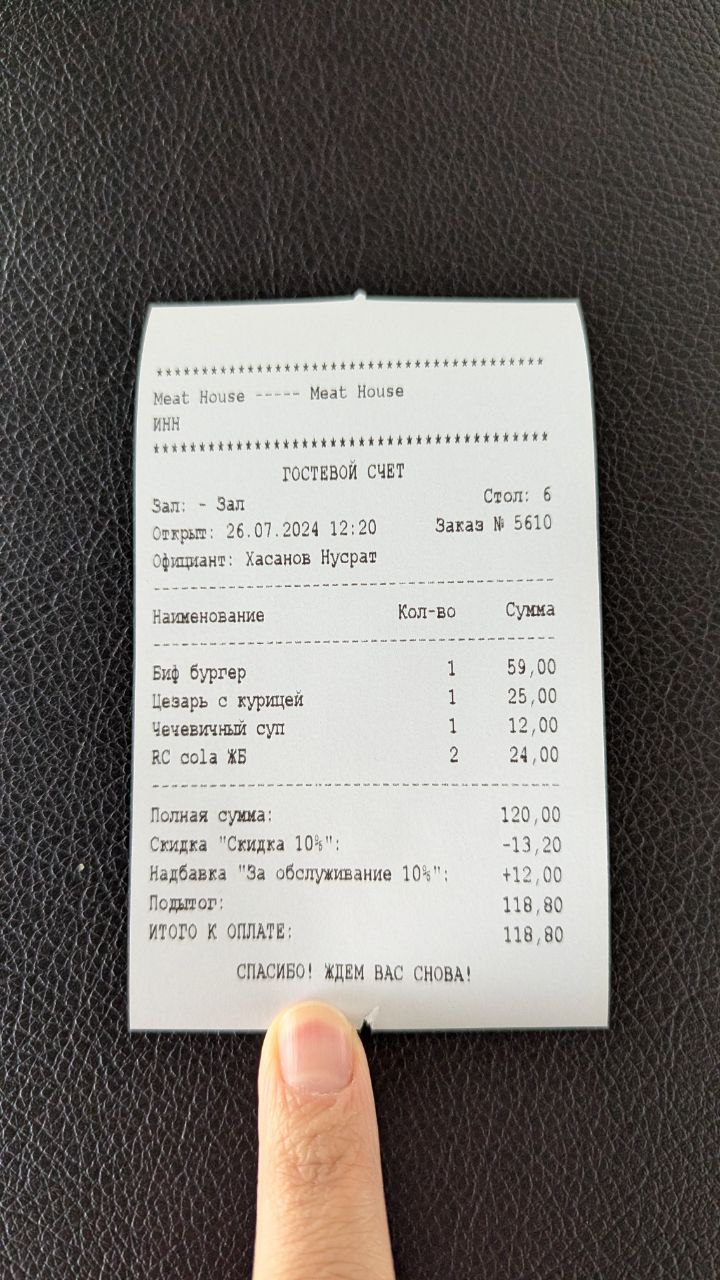 ******************************************
Meat House ----- Meat House
ИНН
******************************************
ГОСТЕВОЙ СЧЕТ
Зал: - Зал Стол: 6
Открыт: 26.07.2024 12:20 Заказ № 5610
Официант: Хасанов Нусрат
------------------------------------------
Наименование Кол-во Сумма
------------------------------------------
Биф бургер 1 59,00
Цезарь с курицей 1 25,00
Чечевичный суп 1 12,00
RC cola ЖБ 2 24,00
------------------------------------------
Полная сумма: 120,00
Скидка "Скидка 10%": -13,20
Надбавка "За обслуживание 10%": +12,00
Подытог: 118,80
ИТОГО К ОПЛАТЕ: 118,80
СПАСИБО! ЖДЕМ ВАС СНОВА!